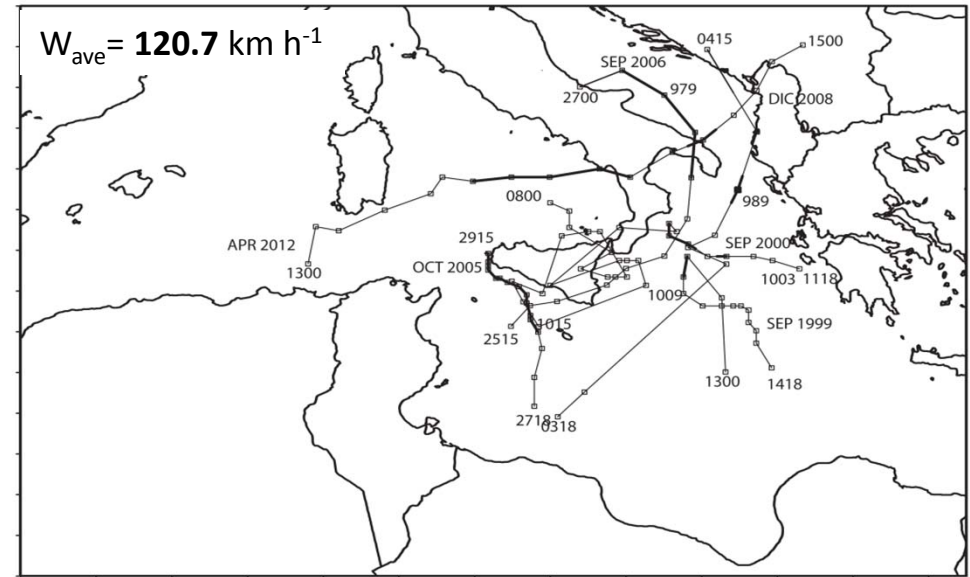 W_ave= 120.7 km h^-1
0415
1500
SEP 2006
979
2700
DIC 2008
0800
989
APR 2012
2915
SEP 2000
OCT 2005
1300
1003 1118
1009
1015
2515
SEP 1999
1300
1418
2718
0318